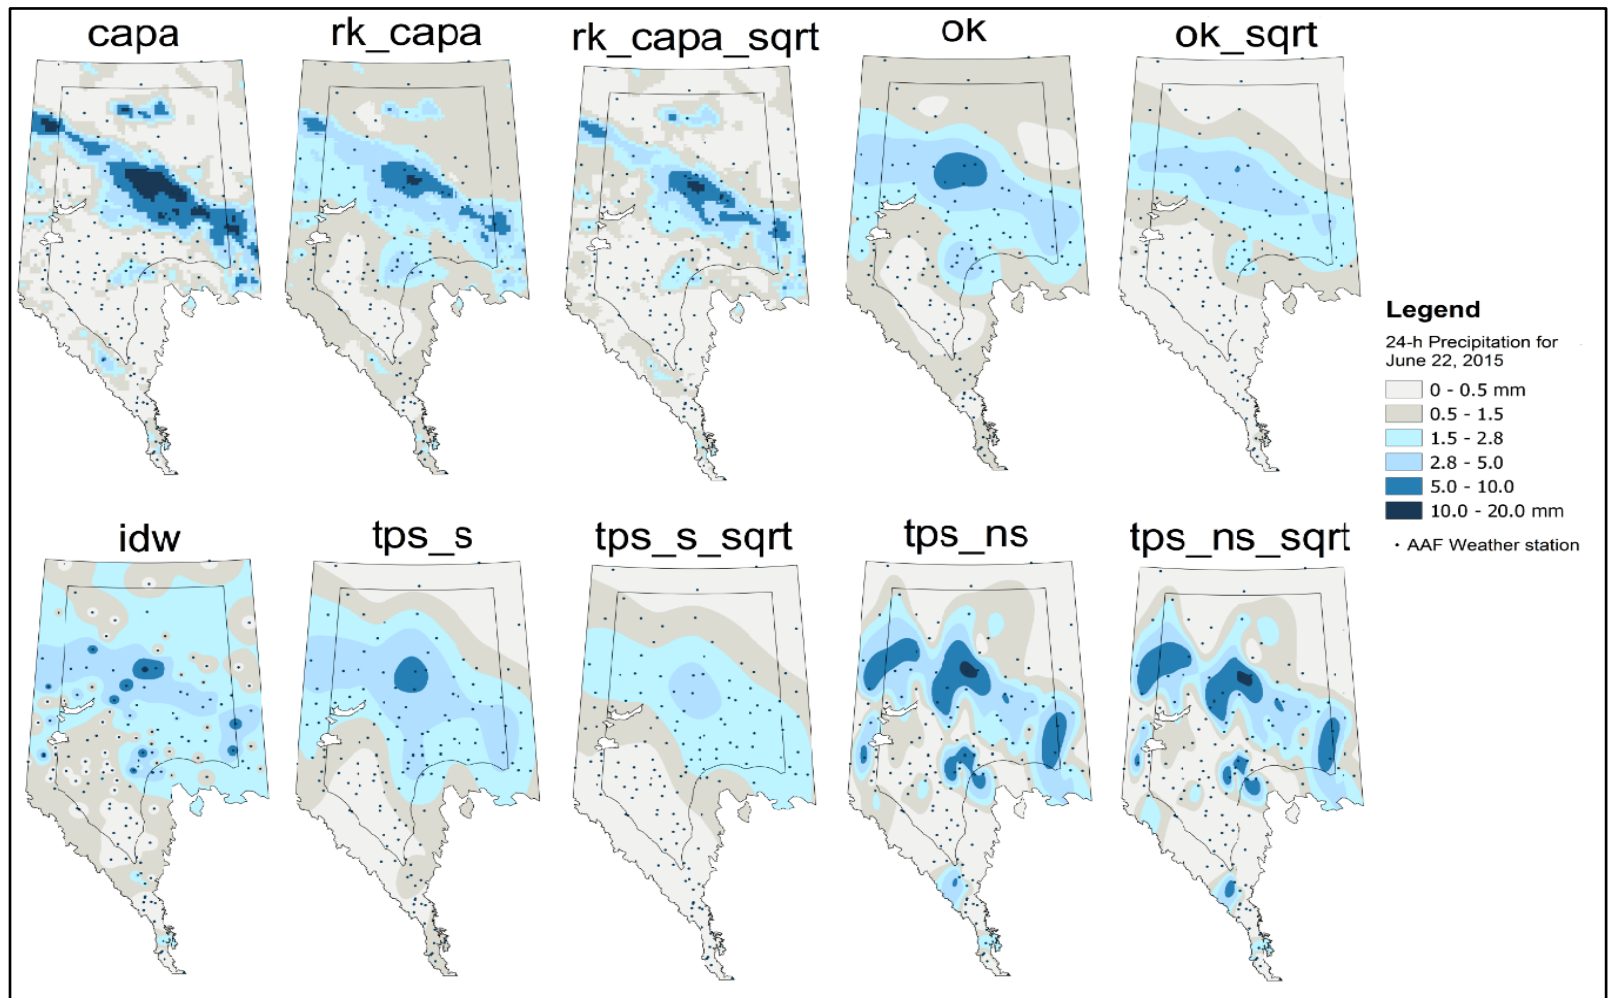 capa
rk_capa
rk_capa_sqrt
ok
ok_sqrt
idw
tps_s
tps_s_sqrt
tps_ns
tps_ns_sqrt
Legend
24-h Precipitation for
June 22, 2015
0 - 0.5 mm
0.5 - 1.5
1.5 - 2.8
2.8 - 5.0
5.0 - 10.0
10.0 - 20.0 mm
AAF Weather station